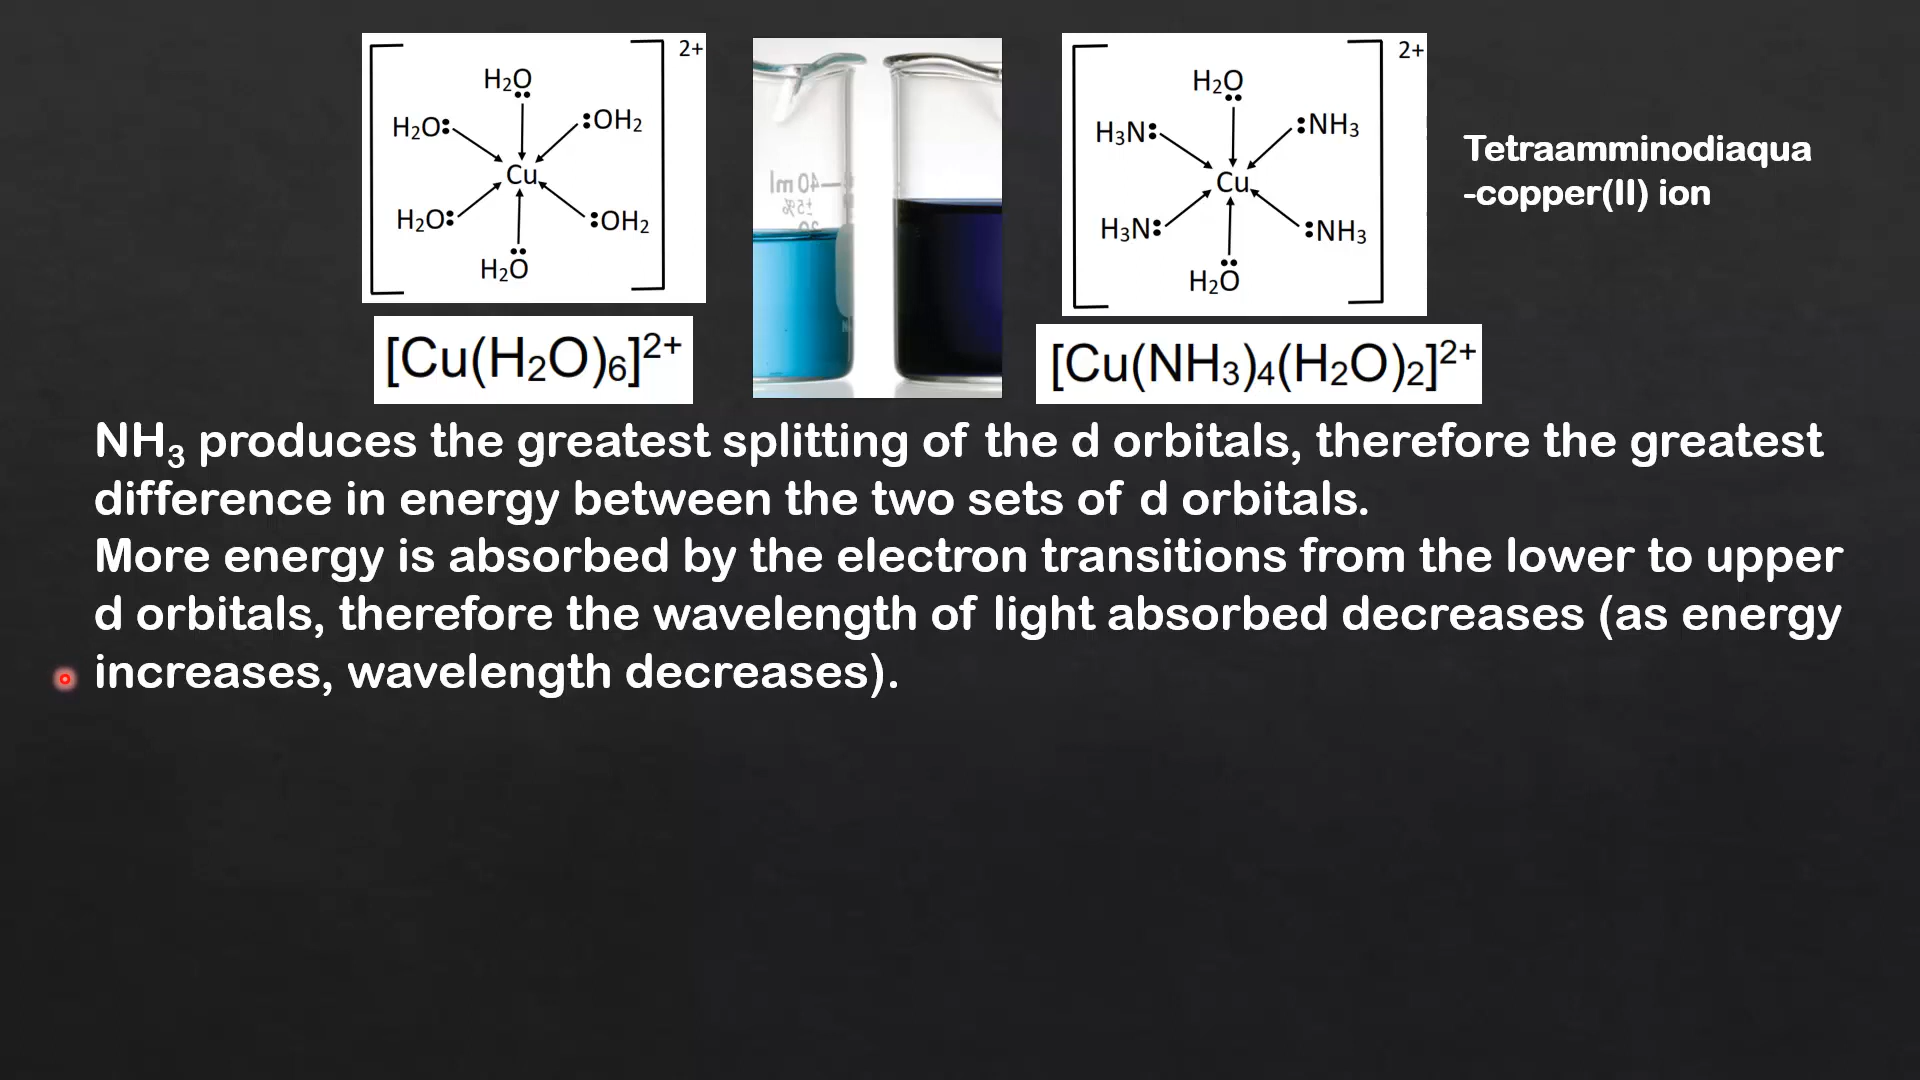 2+
H₂O
H₂O:
:OH₂
Cu
H₂O:
:OH₂
H₂O
[Cu(H₂O)₆]²⁺
40 ml
±5%
20
2+
H₂O
H₃N:
:NH₃
Cu
H₃N:
:NH₃
H₂O
[Cu(NH₃)₄(H₂O)₂]²⁺
Tetraamminodiaqua
-copper(II) ion
NH₃ produces the greatest splitting of the d orbitals, therefore the greatest
difference in energy between the two sets of d orbitals.
More energy is absorbed by the electron transitions from the lower to upper
d orbitals, therefore the wavelength of light absorbed decreases (as energy
increases, wavelength decreases).